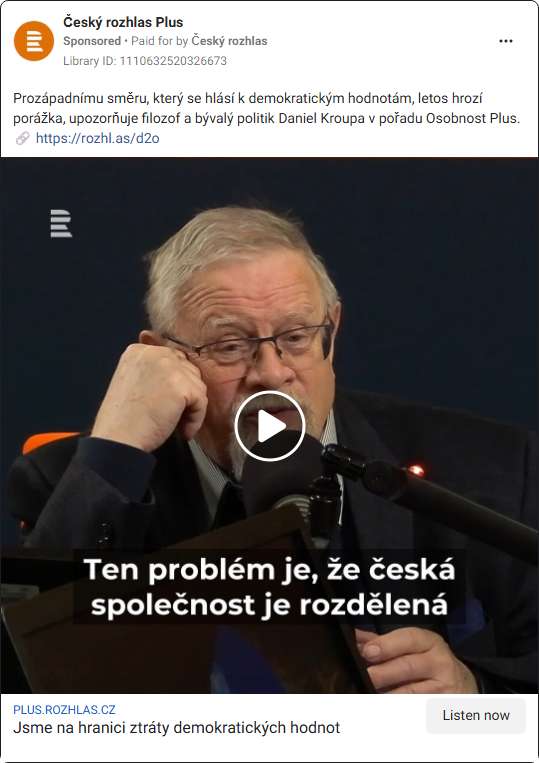 Český rozhlas Plus
Sponsored • Paid for by Český rozhlas
Library ID: 1110632520326673
Prozápadnímu směru, který se hlásí k demokratickým hodnotám, letos hrozí
porážka, upozorňuje filozof a bývalý politik Daniel Kroupa v pořadu Osobnost Plus.
https://rozhl.as/d2o
Ten problém je, že česká
společnost je rozdělená
PLUS.ROZHLAS.CZ
Jsme na hranici ztráty demokratických hodnot
Listen now